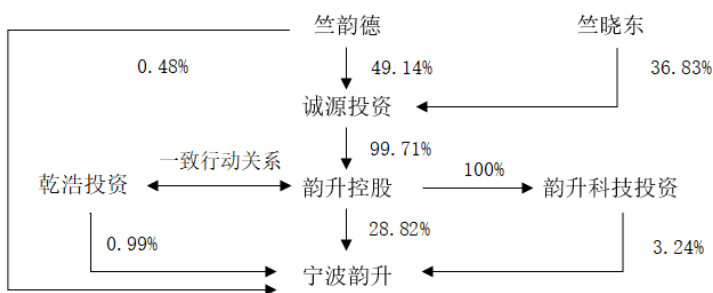 竺韵德 竺晓东
0.48% 49.14% 36.83%
诚源投资
一致行动关系 99.71%
乾浩投资 韵升控股 100% 韵升科技投资
28.82%
0.99% 3.24%
宁波韵升